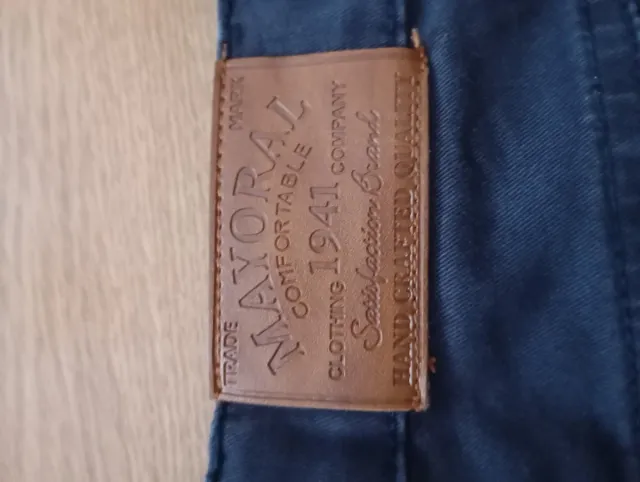 TRADE MARK
MAYORAL
COMFORTABLE
CLOTHING 1941 COMPANY
Satisfaction Brand
HAND CRAFTED QUALITY